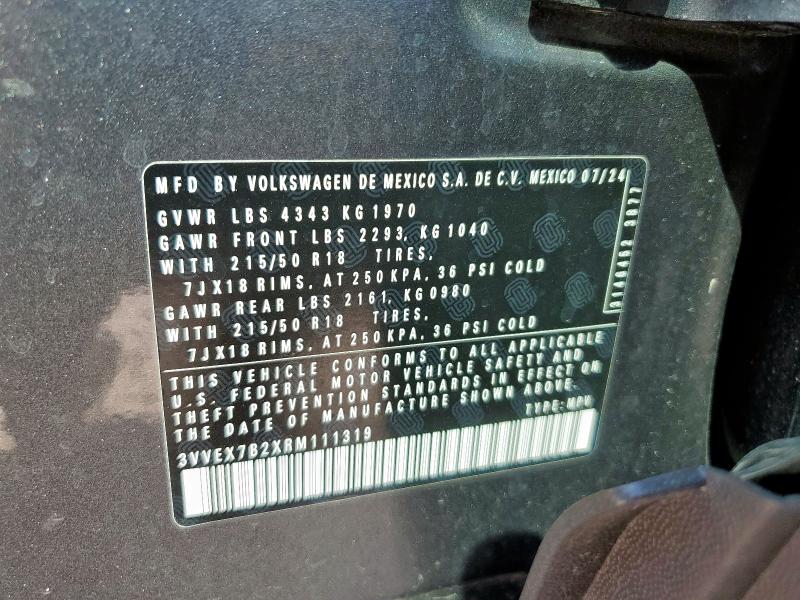 MFD BY VOLKSWAGEN DE MEXICO S.A. DE C.V. MEXICO 07/24
GVWR LBS 4343 KG 1970
GAWR FRONT LBS 2293, KG 1040
WITH 215/50 R18 TIRES,
7JX18 RIMS, AT 250 KPA, 36 PSI COLD
GAWR REAR LBS 2161, KG 0980
WITH 215/50 R18 TIRES,
7JX18 RIMS, AT 250 KPA, 36 PSI COLD
THIS VEHICLE CONFORMS TO ALL APPLICABLE
U.S. FEDERAL MOTOR VEHICLE SAFETY AND
THEFT PREVENTION STANDARDS IN EFFECT ON
THE DATE OF MANUFACTURE SHOWN ABOVE.
TYPE: MPV
3VVEX7B2XRM111319